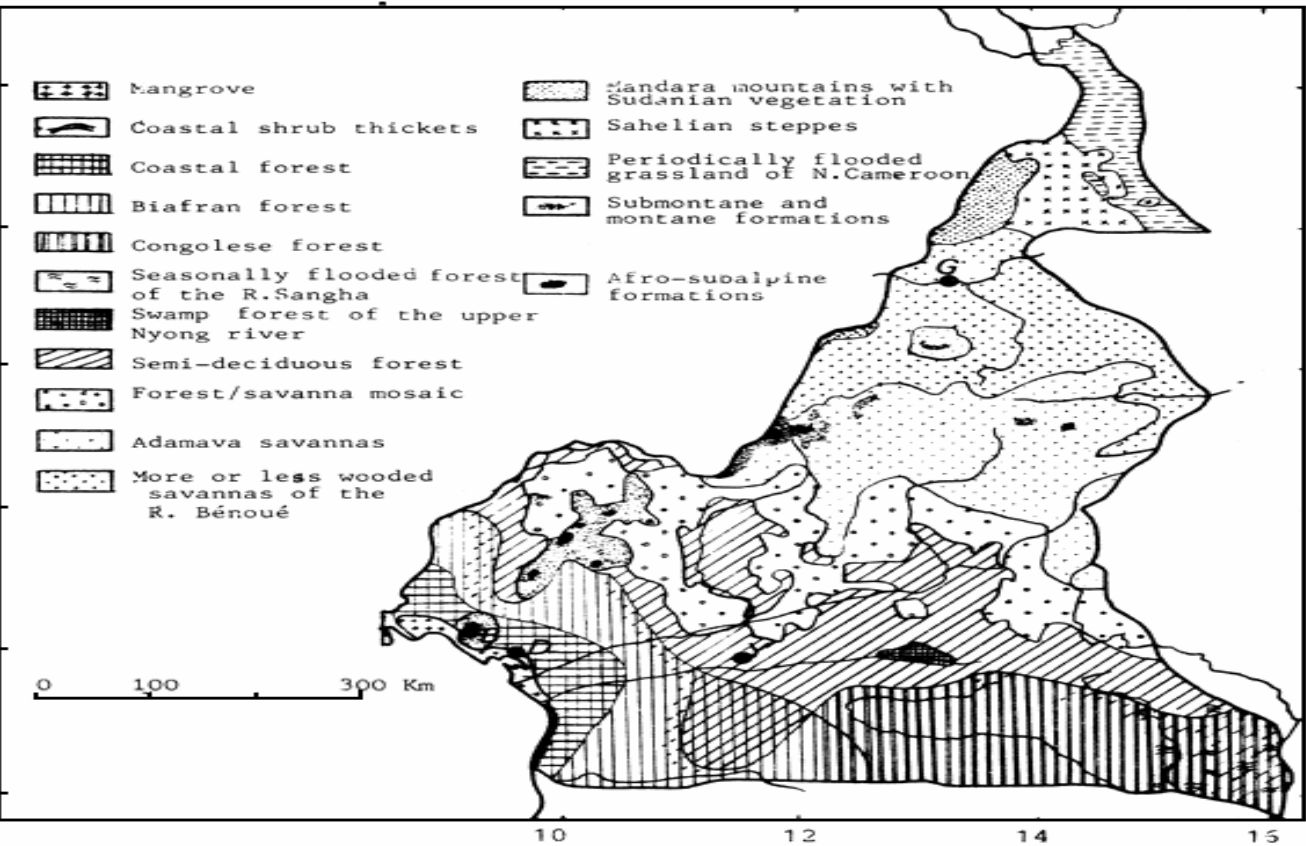 Mangrove
Coastal shrub thickets
Coastal forest
Biafran forest
Congolese forest
Seasonally flooded forest
of the R.Sangha
Swamp forest of the upper
Nyong river
Semi-deciduous forest
Forest/savanna mosaic
Adamava savannas
More or less wooded
savannas of the
R. Bénoué
Mandara mountains with
Sudanian vegetation
Sahelian steppes
Periodically flooded
grassland of N.Cameroon
Submontane and
montane formations
Afro-subalpine
formations
G
0 100 300 Km
10 12 14 16